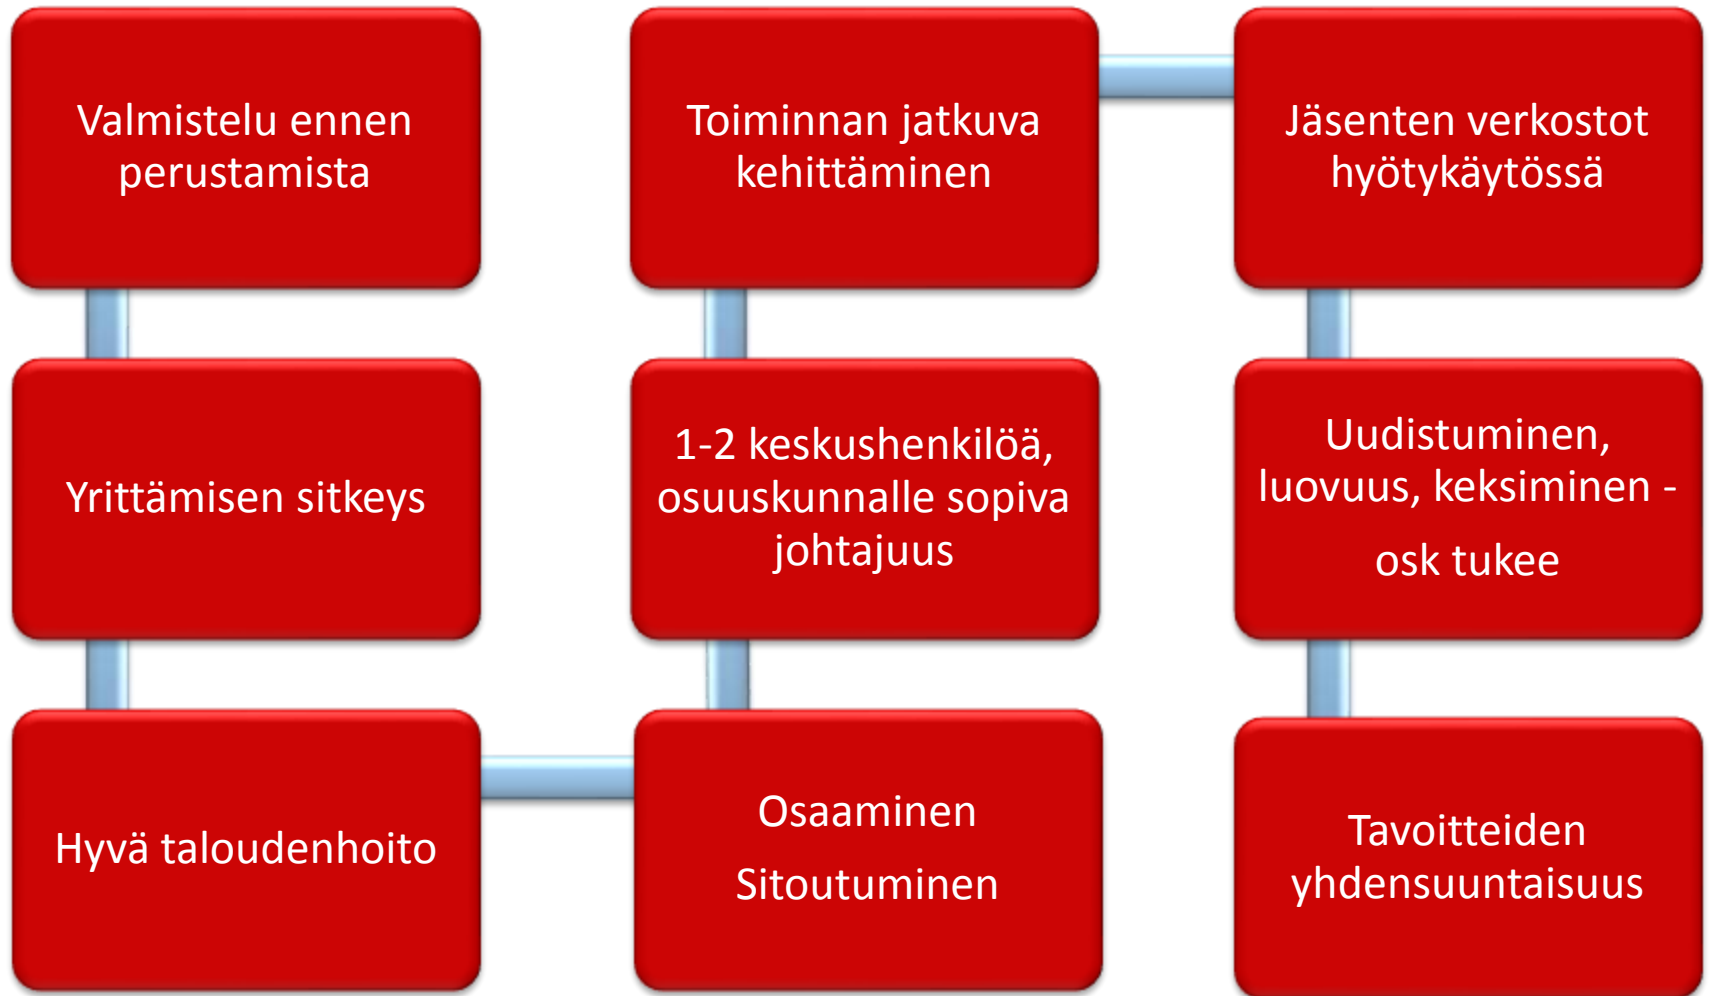 Valmistelu ennen
perustamista
Yrittämisen sitkeys
Hyvä taloudenhoito
Osaaminen
Sitoutuminen
1-2 keskushenkilöä,
osuuskunnalle sopiva
johtajuus
Toiminnan jatkuva
kehittäminen
Jäsenten verkostot
hyötykäytössä
Uudistuminen,
luovuus, keksiminen -
osk tukee
Tavoitteiden
yhdensuuntaisuus